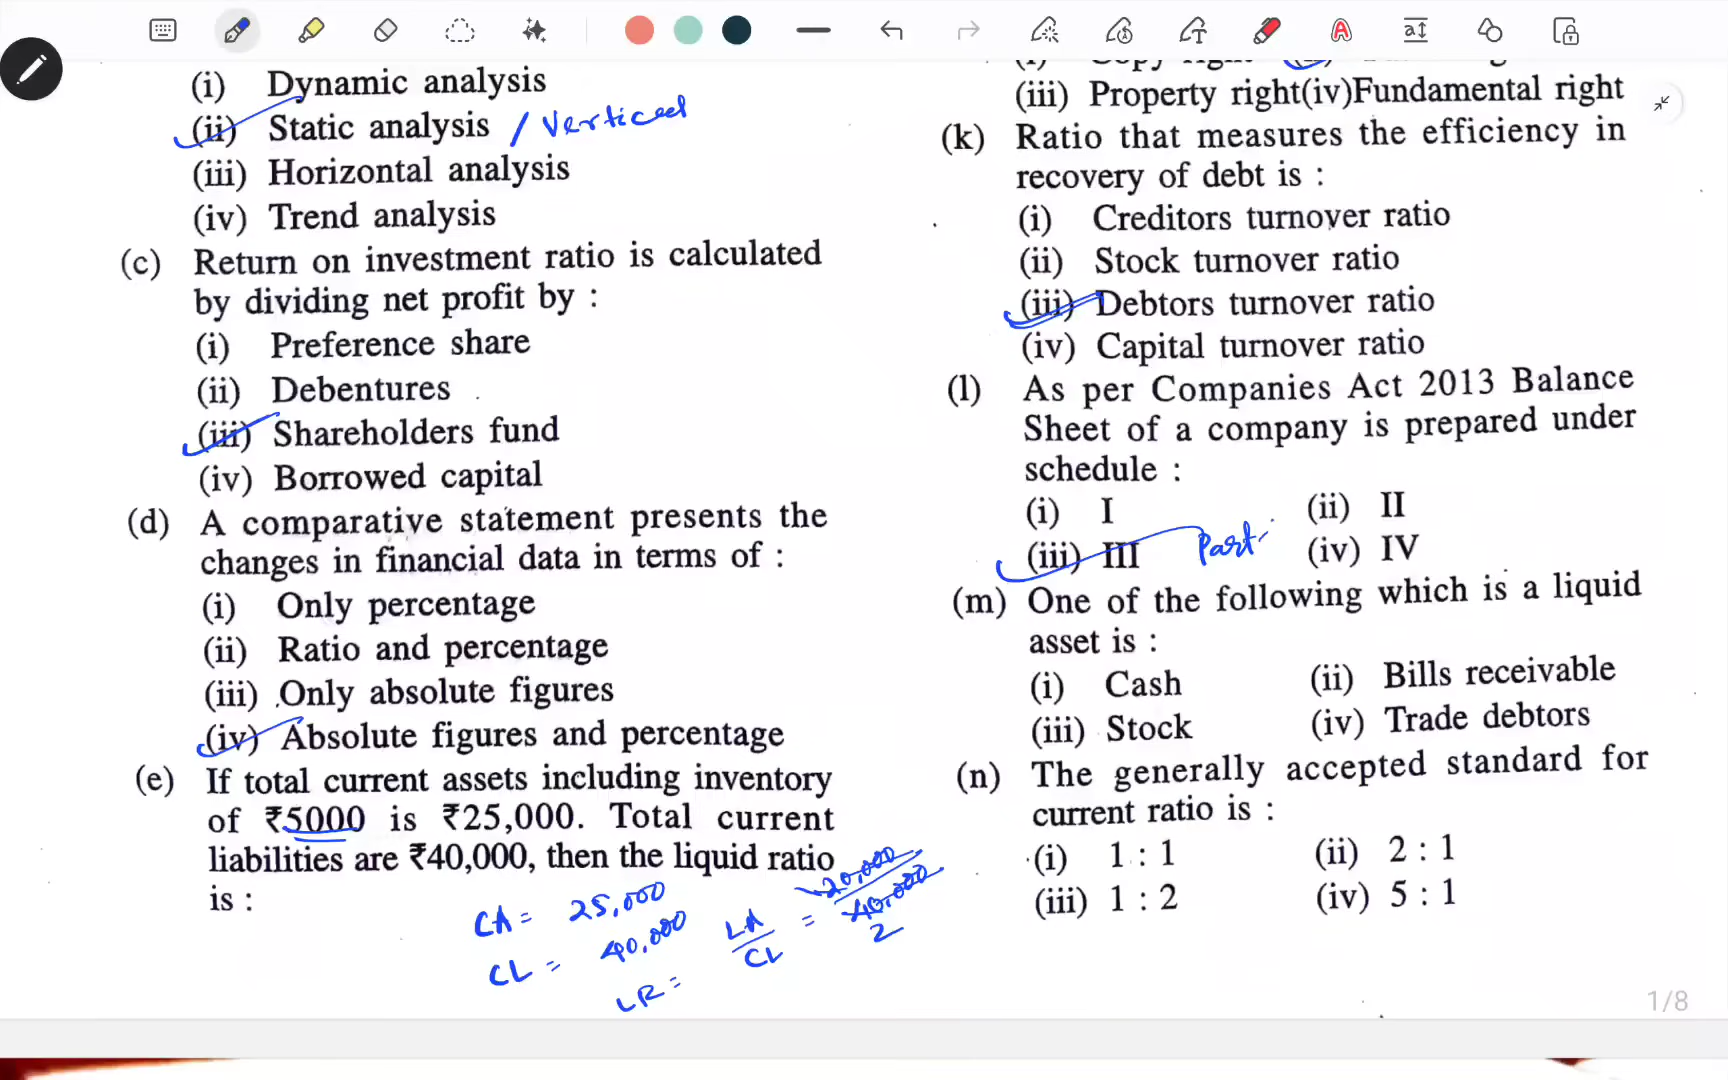 (i) Dynamic analysis
(ii) Static analysis / Vertical
(iii) Horizontal analysis
(iv) Trend analysis
(c) Return on investment ratio is calculated
by dividing net profit by :
(i) Preference share
(ii) Debentures
(iii) Shareholders fund
(iv) Borrowed capital
(d) A comparative statement presents the
changes in financial data in terms of :
(i) Only percentage
(ii) Ratio and percentage
(iii) Only absolute figures
(iv) Absolute figures and percentage
(e) If total current assets including inventory
of ₹5000 is ₹25,000. Total current
liabilities are ₹40,000, then the liquid ratio
is :
CA = 25,000
CL = 40,000
LR = LA/CL = 20,000/40,000
2
(iii) Property right(iv)Fundamental right
(k) Ratio that measures the efficiency in
recovery of debt is :
(i) Creditors turnover ratio
(ii) Stock turnover ratio
(iii) Debtors turnover ratio
(iv) Capital turnover ratio
(l) As per Companies Act 2013 Balance
Sheet of a company is prepared under
schedule :
(i) I (ii) II
(iii) III Part- (iv) IV
(m) One of the following which is a liquid
asset is :
(i) Cash (ii) Bills receivable
(iii) Stock (iv) Trade debtors
(n) The generally accepted standard for
current ratio is :
(i) 1 : 1 (ii) 2 : 1
(iii) 1 : 2 (iv) 5 : 1
1/8